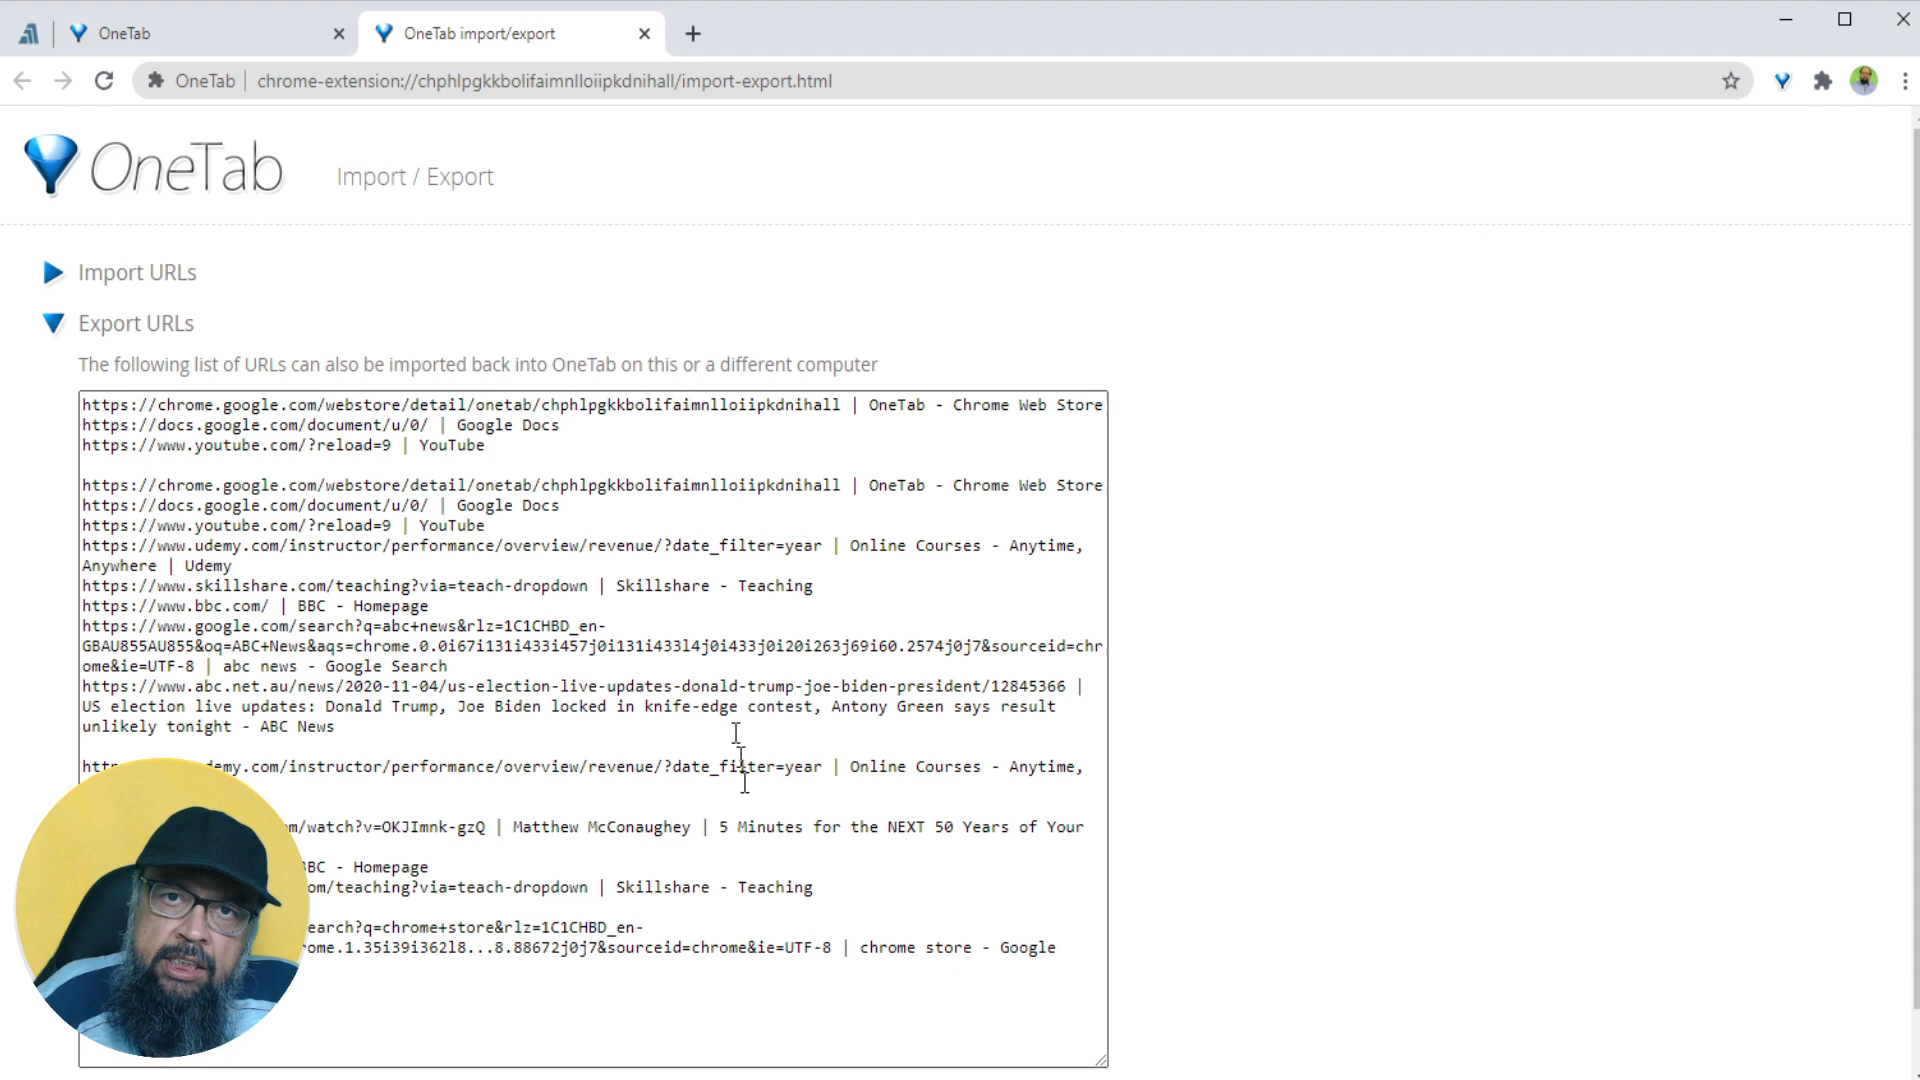 OneTab
OneTab import/export
OneTab
chrome-extension://chphlpgkkbolifaimnlloiipkdnihall/import-export.html
OneTab
Import / Export
Import URLs
Export URLs
The following list of URLs can also be imported back into OneTab on this or a different computer
https://chrome.google.com/webstore/detail/onetab/chphlpgkkbolifaimnlloiipkdnihall | OneTab - Chrome Web Store
https://docs.google.com/document/u/0/ | Google Docs
https://www.youtube.com/?reload=9 | YouTube
https://chrome.google.com/webstore/detail/onetab/chphlpgkkbolifaimnlloiipkdnihall | OneTab - Chrome Web Store
https://docs.google.com/document/u/0/ | Google Docs
https://www.youtube.com/?reload=9 | YouTube
https://www.udemy.com/instructor/performance/overview/revenue/?date_filter=year | Online Courses - Anytime,
Anywhere | Udemy
https://www.skillshare.com/teaching?via=teach-dropdown | Skillshare - Teaching
https://www.bbc.com/ | BBC - Homepage
https://www.google.com/search?q=abc+news&rlz=1C1CHBD_en-
GBAU855AU855&oq=ABC+News&aqs=chrome.0.0i67i131i433i457j0i131i433l4j0i433j0i20i263j69i60.2574j0j7&sourceid=chr
ome&ie=UTF-8 | abc news - Google Search
https://www.abc.net.au/news/2020-11-04/us-election-live-updates-donald-trump-joe-biden-president/12845366 |
US election live updates: Donald Trump, Joe Biden locked in knife-edge contest, Antony Green says result
unlikely tonight - ABC News
demy.com/instructor/performance/overview/revenue/?date_filter=year | Online Courses - Anytime,
m/watch?v=OKJImnk-gzQ | Matthew McConaughey | 5 Minutes for the NEXT 50 Years of Your
BC - Homepage
om/teaching?via=teach-dropdown | Skillshare - Teaching
earch?q=chrome+store&rlz=1C1CHBD_en-
rome.1.35i39i362l8...8.88672j0j7&sourceid=chrome&ie=UTF-8 | chrome store - Google